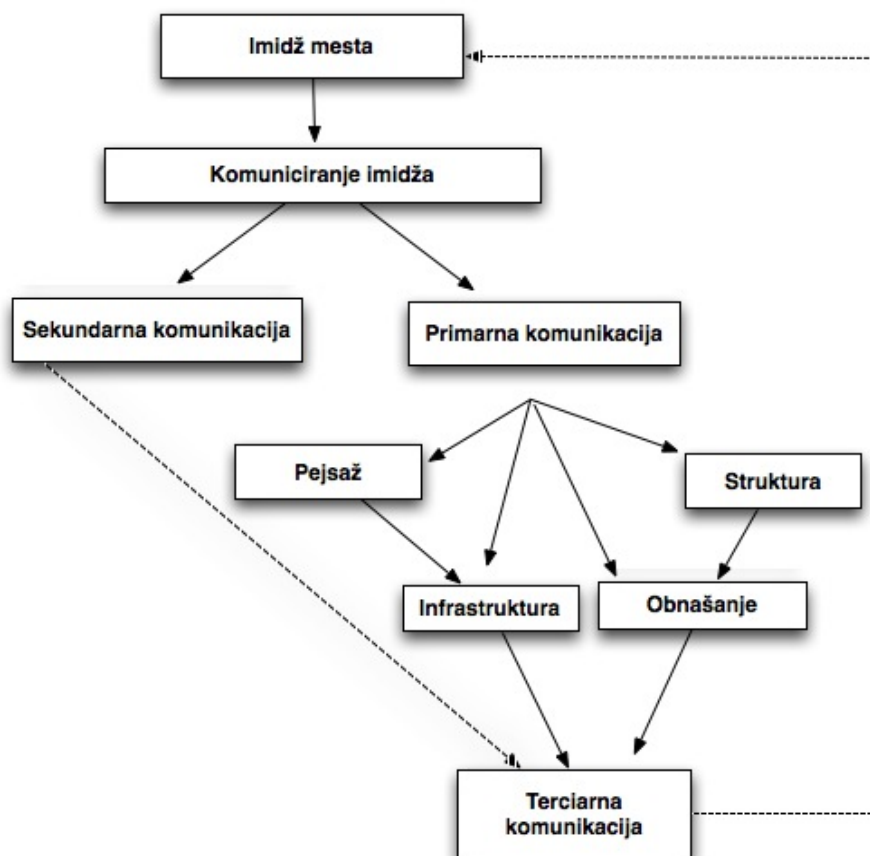 Imidž mesta
Komuniciranje imidža
Sekundarna komunikacija
Primarna komunikacija
Pejsaž
Struktura
Infrastruktura
Obnašanje
Terciarna
komunikacija